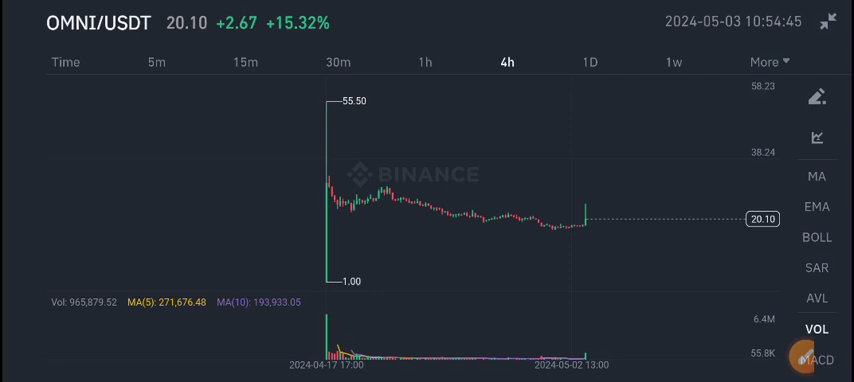 OMNI/USDT 20.10 +2.67 +15.32% 2024-05-03 10:54:45
Time 5m 15m 30m 1h 4h 1D 1w More
58.23
55.50
38.24
BINANCE
MA
EMA
20.10
BOLL
SAR
1.00
AVL
Vol: 965,879.52 MA(5): 271,676.48 MA(10): 193,933.05
6.4M
VOL
55.8K
MACD
2024-04-17 17:00 2024-05-02 13:00